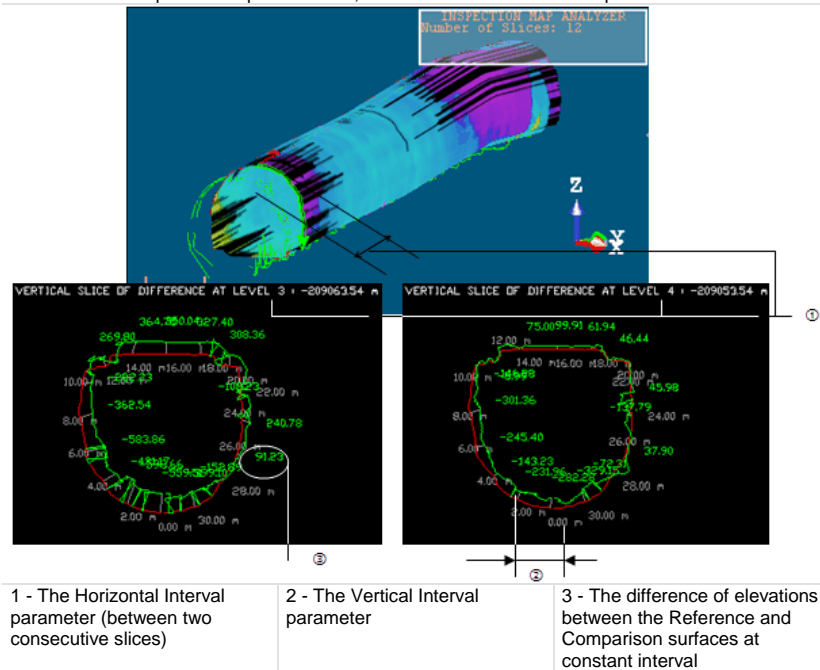 INSPECTION MAP ANALYZER
Number of Slices: 12
Z
Y
X
VERTICAL SLICE OF DIFFERENCE AT LEVEL 3 : -209063.54 m
VERTICAL SLICE OF DIFFERENCE AT LEVEL 4 : -209053.54 m
①
269.80
308.36
14.00 m
16.00 m
18.00
10.00
22.00 m
-362.54
24.00
8.00
240.78
-583.86
26.00
6.00
91.23
4.00
28.00 m
2.00 m
0.00 m
30.00 m
75.00
99.91
61.94
46.44
12.00 m
14.00 m
16.00 m
18.00
10.00
45.98
-301.36
-137.79
24.00 m
8.00
-245.40
26.00 m
37.90
6.00
-143.23
-231.96
4.00
28.00 m
2.00 m
0.00 m
30.00 m
③
②
1 - The Horizontal Interval
parameter (between two
consecutive slices)
2 - The Vertical Interval
parameter
3 - The difference of elevations
between the Reference and
Comparison surfaces at
constant interval